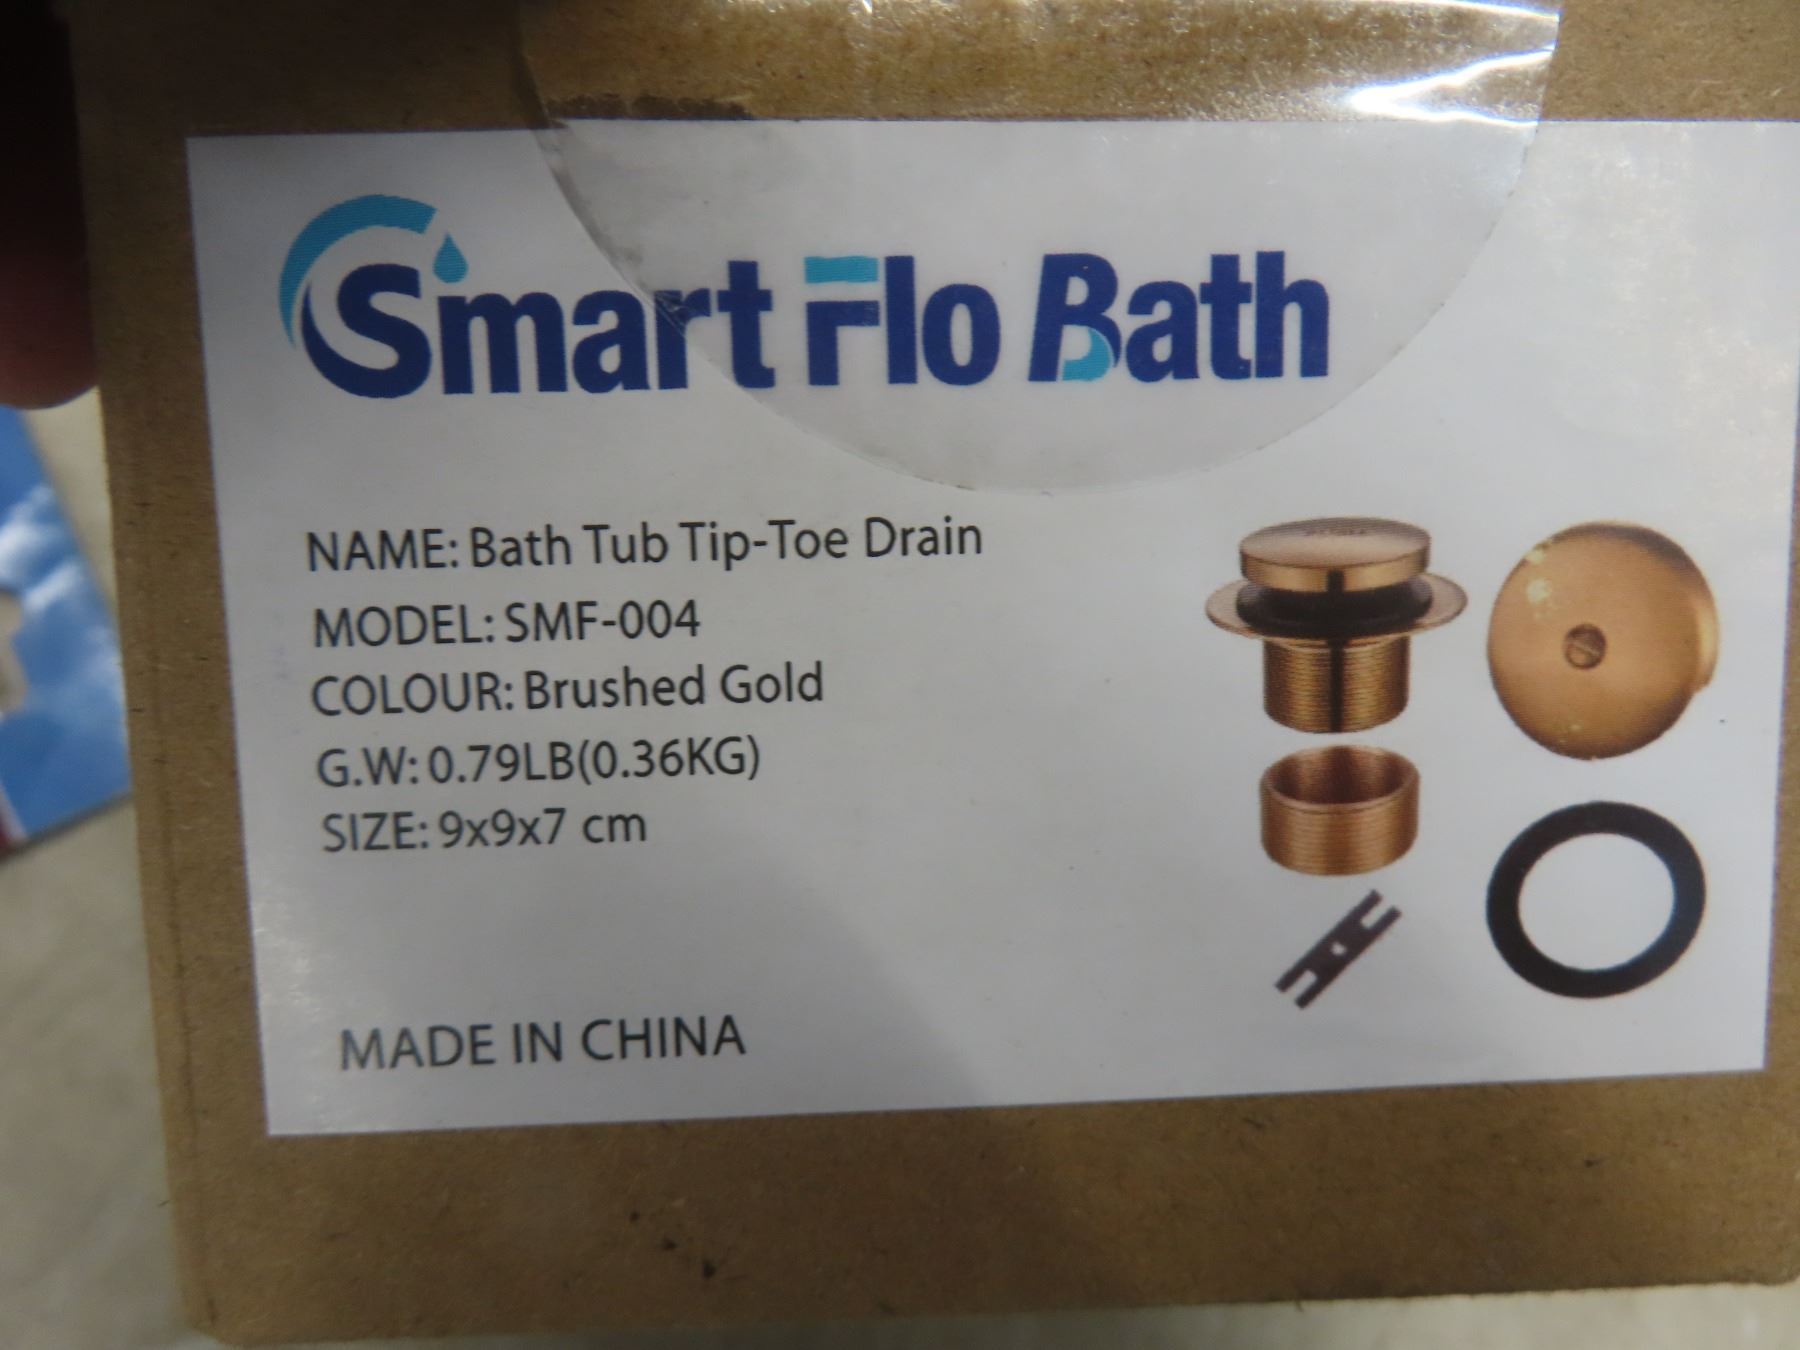 Smart Flo Bath
NAME: Bath Tub Tip-Toe Drain
MODEL: SMF-004
COLOUR: Brushed Gold
G.W: 0.79LB(0.36KG)
SIZE: 9x9x7 cm
MADE IN CHINA